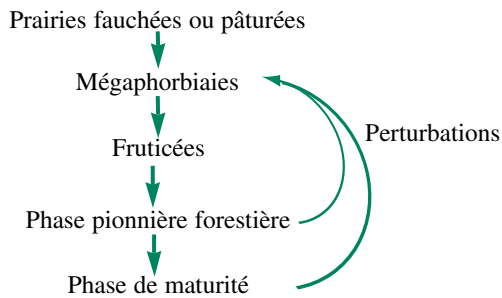 Prairies fauchées ou pâturées
Mégaphorbiaies
Perturbations
Fruticées
Phase pionnière forestière
Phase de maturité